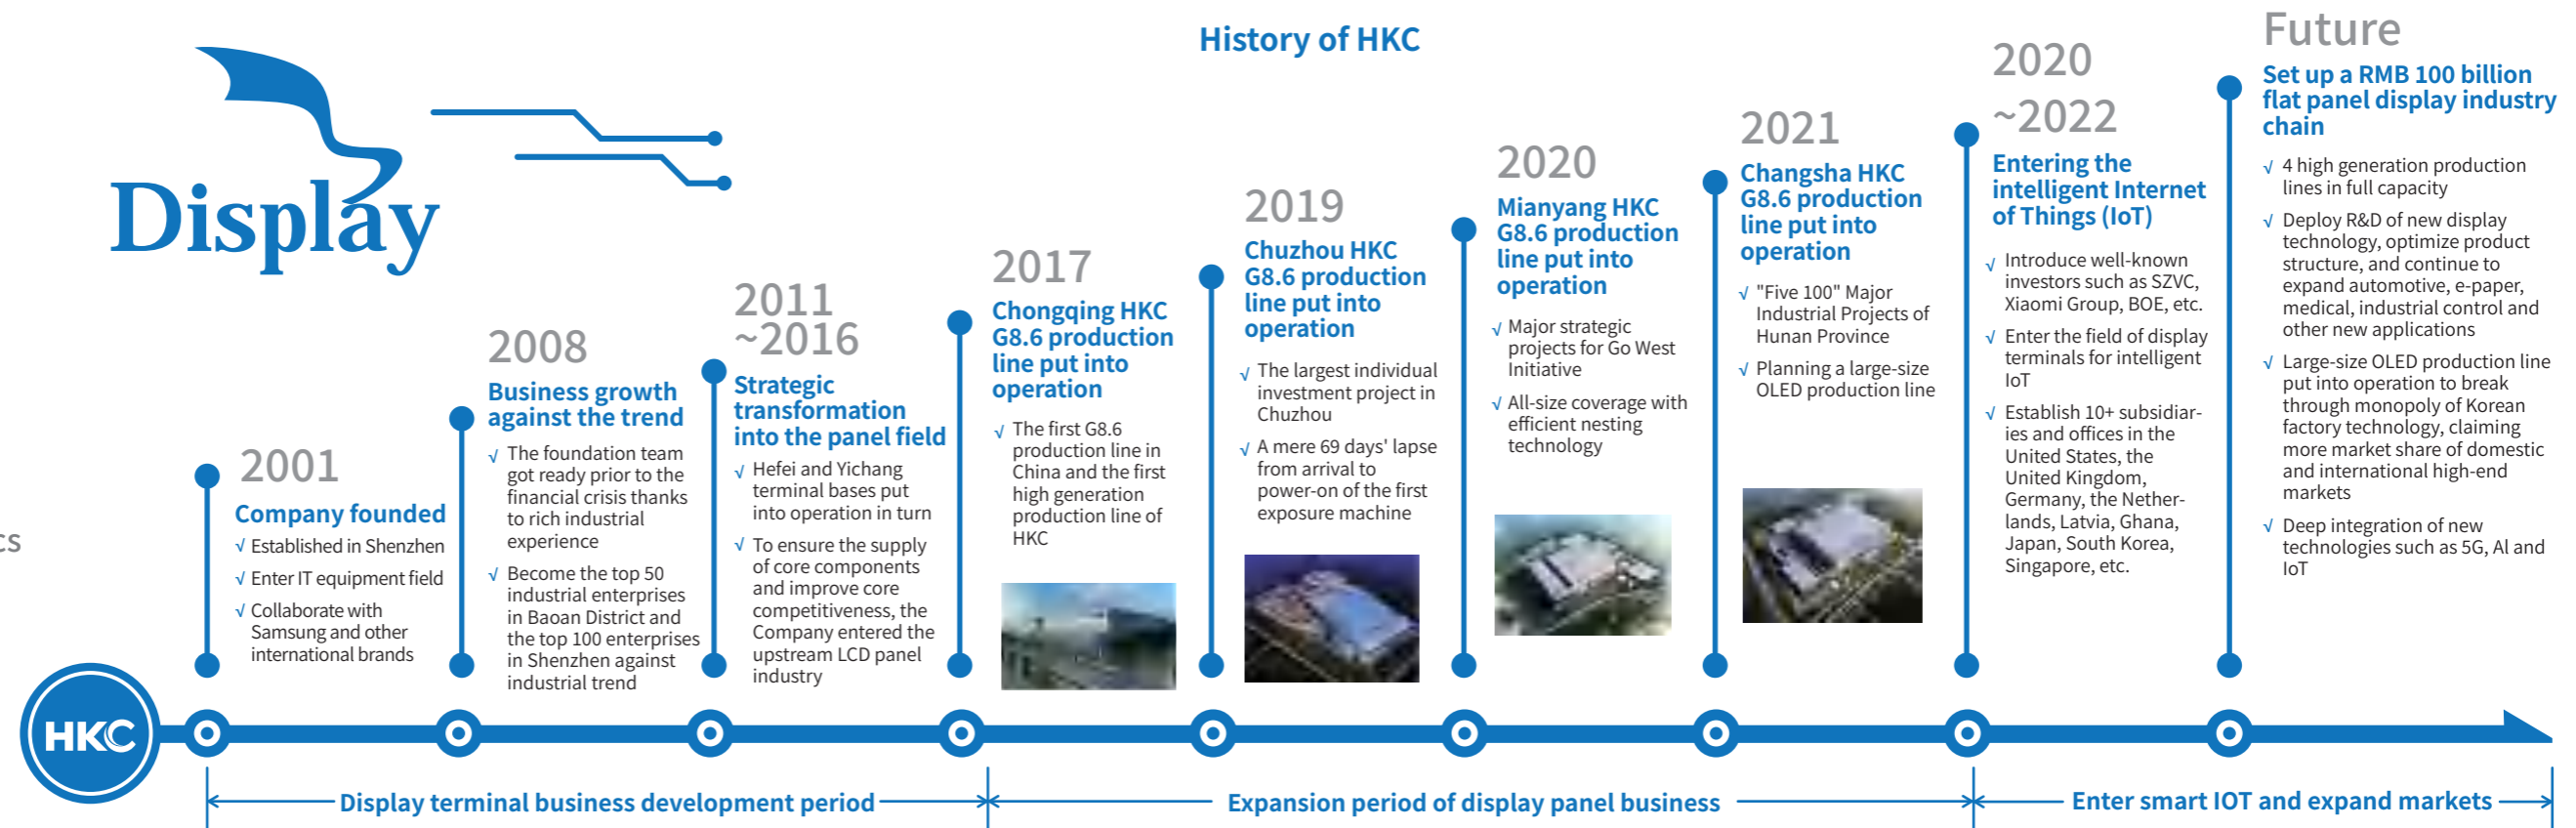 History of HKC
Display
cs
2001
Company founded
√ Established in Shenzhen
√ Enter IT equipment field
√ Collaborate with
Samsung and other
international brands
2008
Business growth
against the trend
√ The foundation team
got ready prior to the
financial crisis thanks
to rich industrial
experience
√ Become the top 50
industrial enterprises
in Baoan District and
the top 100 enterprises
in Shenzhen against
industrial trend
2011
~2016
Strategic
transformation
into the panel field
√ Hefei and Yichang
terminal bases put
into operation in turn
√ To ensure the supply
of core components
and improve core
competitiveness, the
Company entered the
upstream LCD panel
industry
2017
Chongqing HKC
G8.6 production
line put into
operation
√ The first G8.6
production line in
China and the first
high generation
production line of
HKC
2019
Chuzhou HKC
G8.6 production
line put into
operation
√ The largest individual
investment project in
Chuzhou
√ A mere 69 days' lapse
from arrival to
power-on of the first
exposure machine
2020
Mianyang HKC
G8.6 production
line put into
operation
√ Major strategic
projects for Go West
Initiative
√ All-size coverage with
efficient nesting
technology
2021
Changsha HKC
G8.6 production
line put into
operation
√ "Five 100" Major
Industrial Projects of
Hunan Province
√ Planning a large-size
OLED production line
2020
~2022
Entering the
intelligent Internet
of Things (IoT)
√ Introduce well-known
investors such as SZVC,
Xiaomi Group, BOE, etc.
√ Enter the field of display
terminals for intelligent
IoT
√ Establish 10+ subsidiar-
ies and offices in the
United States, the
United Kingdom,
Germany, the Nether-
lands, Latvia, Ghana,
Japan, South Korea,
Singapore, etc.
Future
Set up a RMB 100 billion
flat panel display industry
chain
√ 4 high generation production
lines in full capacity
√ Deploy R&D of new display
technology, optimize product
structure, and continue to
expand automotive, e-paper,
medical, industrial control and
other new applications
√ Large-size OLED production line
put into operation to break
through monopoly of Korean
factory technology, claiming
more market share of domestic
and international high-end
markets
√ Deep integration of new
technologies such as 5G, Al and
IoT
HKC
Display terminal business development period
Expansion period of display panel business
Enter smart IOT and expand markets